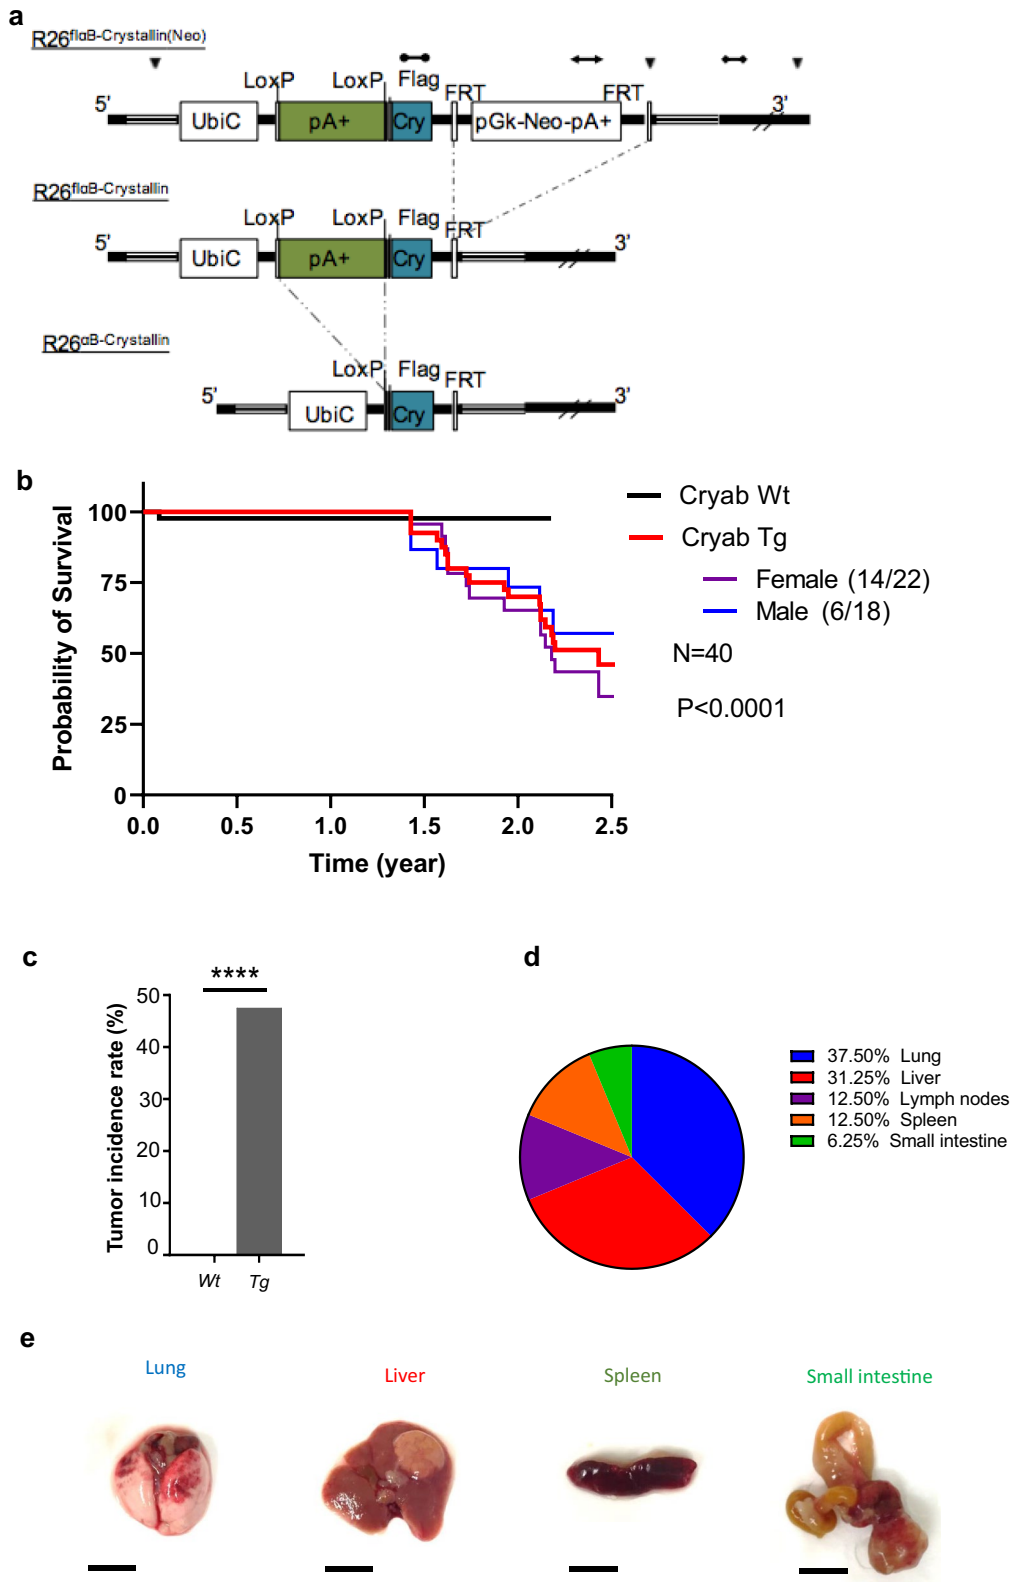 a
R26flαB-Crystallin(Neo)
LoxP LoxP Flag FRT FRT
5' UbiC pA+ Cry pGk-Neo-pA+ 3'
R26flαB-Crystallin
LoxP LoxP Flag FRT
5' UbiC pA+ Cry 3'
R26αB-Crystallin
LoxP Flag FRT
5' UbiC Cry 3'
b
Probability of Survival
100
75
50
25
0
0.0 0.5 1.0 1.5 2.0 2.5
Time (year)
Cryab Wt
Cryab Tg
Female (14/22)
Male (6/18)
N=40
P<0.0001
c
Tumor incidence rate (%)
****
50
40
30
20
10
0
Wt Tg
d
37.50% Lung
31.25% Liver
12.50% Lymph nodes
12.50% Spleen
6.25% Small intestine
e
Lung Liver Spleen Small intestine